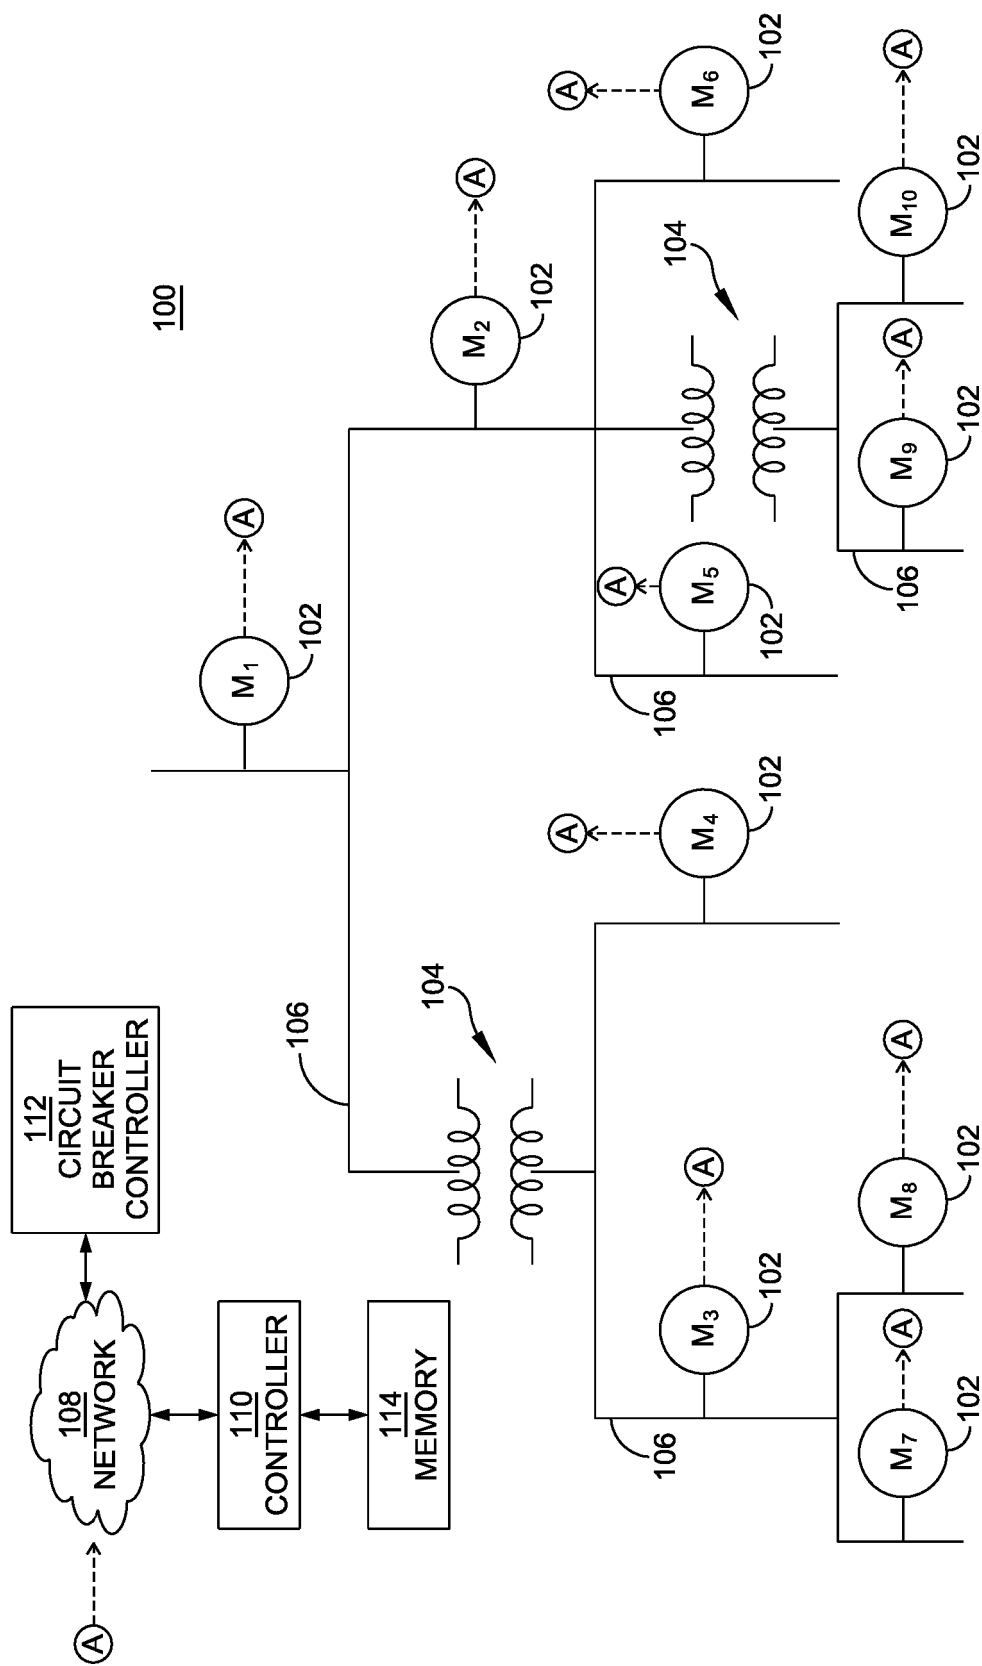 A
108
NETWORK
112
CIRCUIT
BREAKER
CONTROLLER
100
110
CONTROLLER
114
MEMORY
M1
A
102
106
104
M2
A
102
A
A
A
106
M3
A
102
M4
102
106
M5
102
104
M6
102
M7
A
102
M8
A
102
106
M9
A
102
M10
A
102